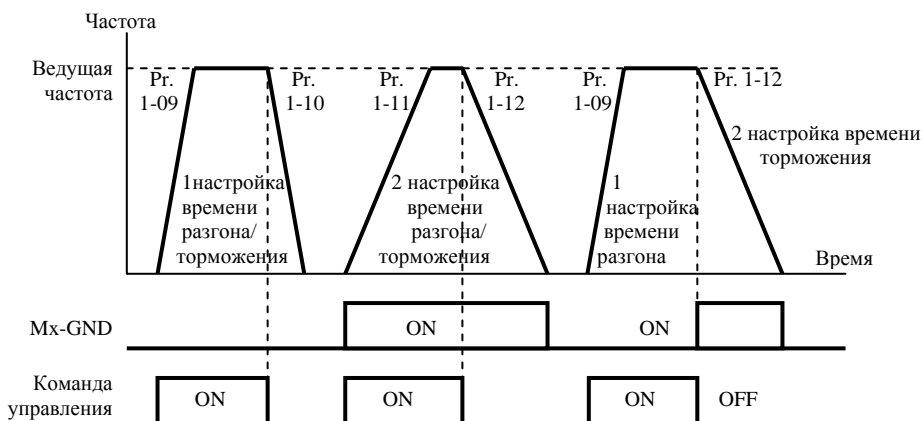 Частота
Ведущая
частота
Pr.
1-09
Pr.
1-10
Pr.
1-11
Pr.
1-12
Pr.
1-09
Pr. 1-12
2 настройка времени
торможения
1настройка
времени
разгона/
торможения
2 настройка
времени
разгона/
торможения
1
настройка
времени
разгона
Время
Mx-GND
ON
ON
Команда
управления
ON
ON
ON
OFF